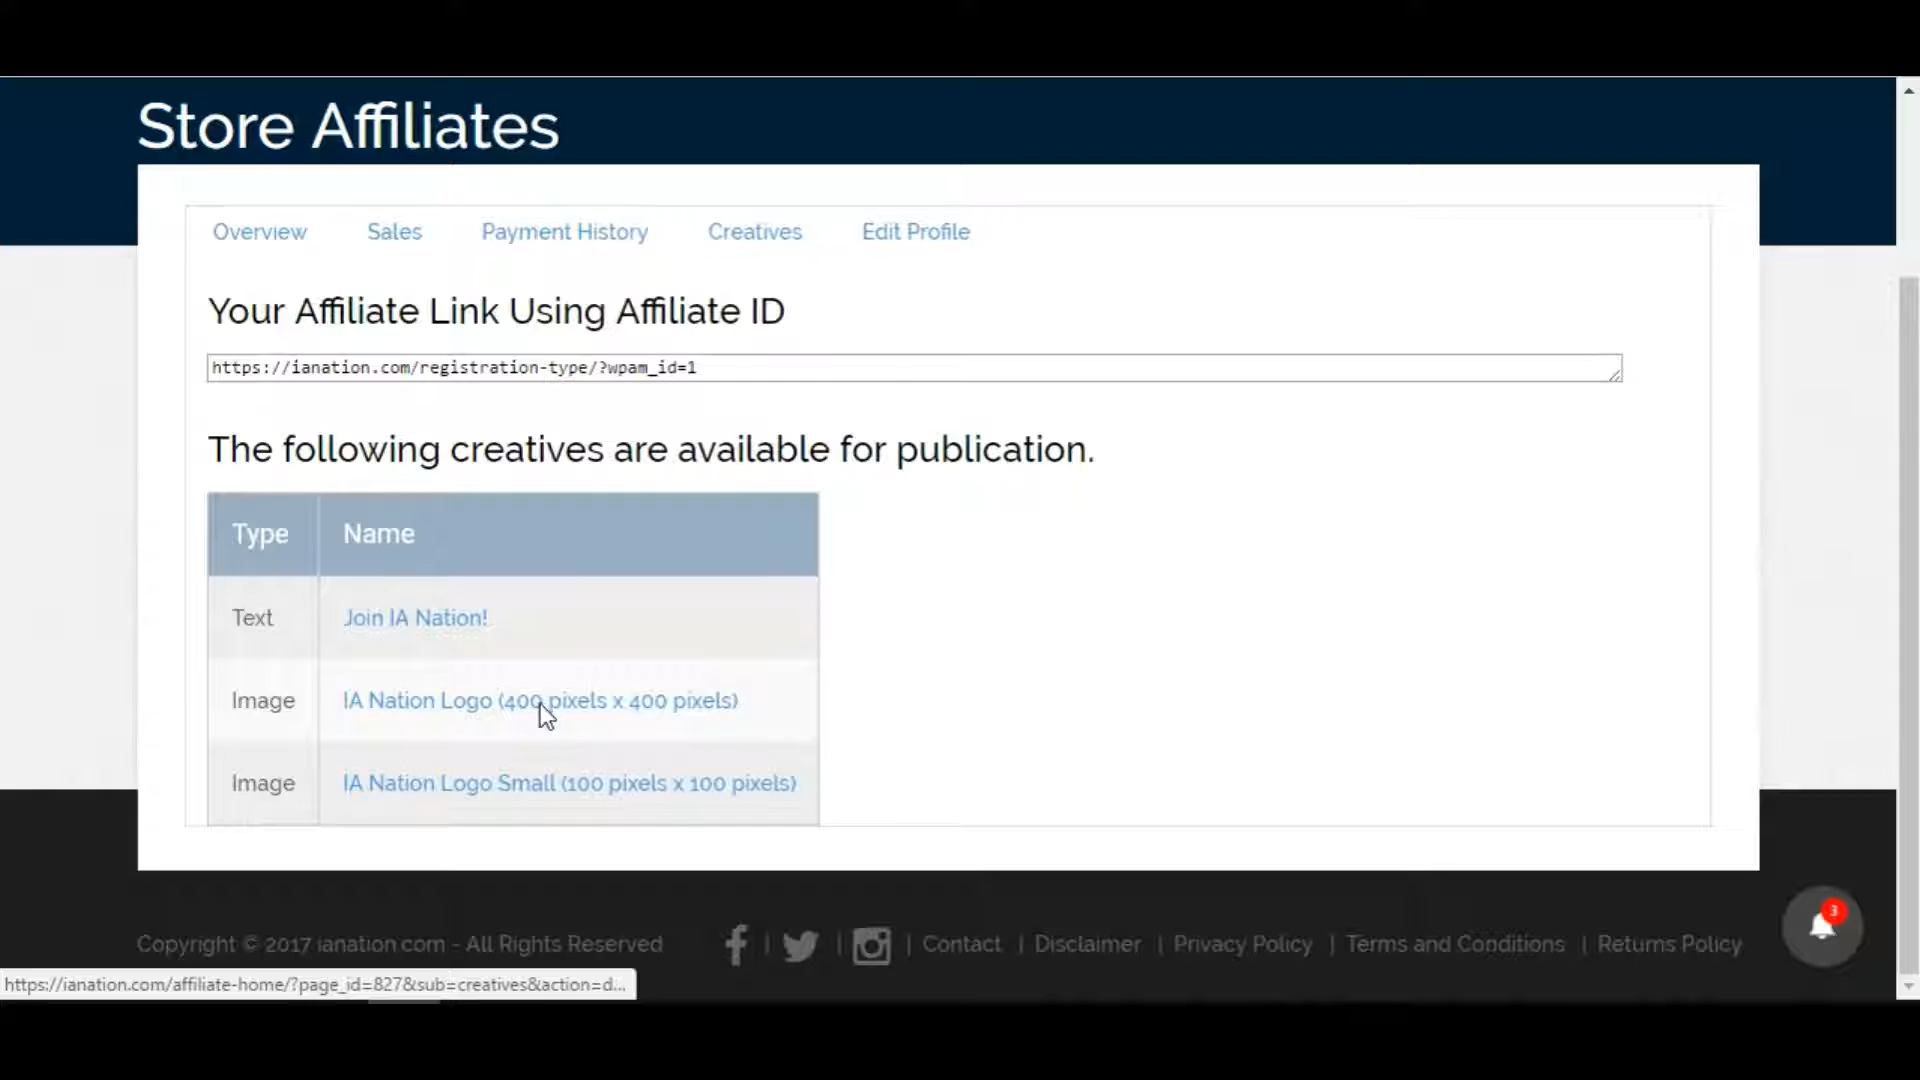 Store Affiliates
Overview Sales Payment History Creatives Edit Profile
Your Affiliate Link Using Affiliate ID
https://ianation.com/registration-type/?wpam_id=1
The following creatives are available for publication.
Type Name
Text Join IA Nation!
Image IA Nation Logo (400 pixels x 400 pixels)
Image IA Nation Logo Small (100 pixels x 100 pixels)
3
Copyright © 2017 ianation.com - All Rights Reserved | | | Contact | Disclaimer | Privacy Policy | Terms and Conditions | Returns Policy
https://ianation.com/affiliate-home/?page_id=827&sub=creatives&action=d...